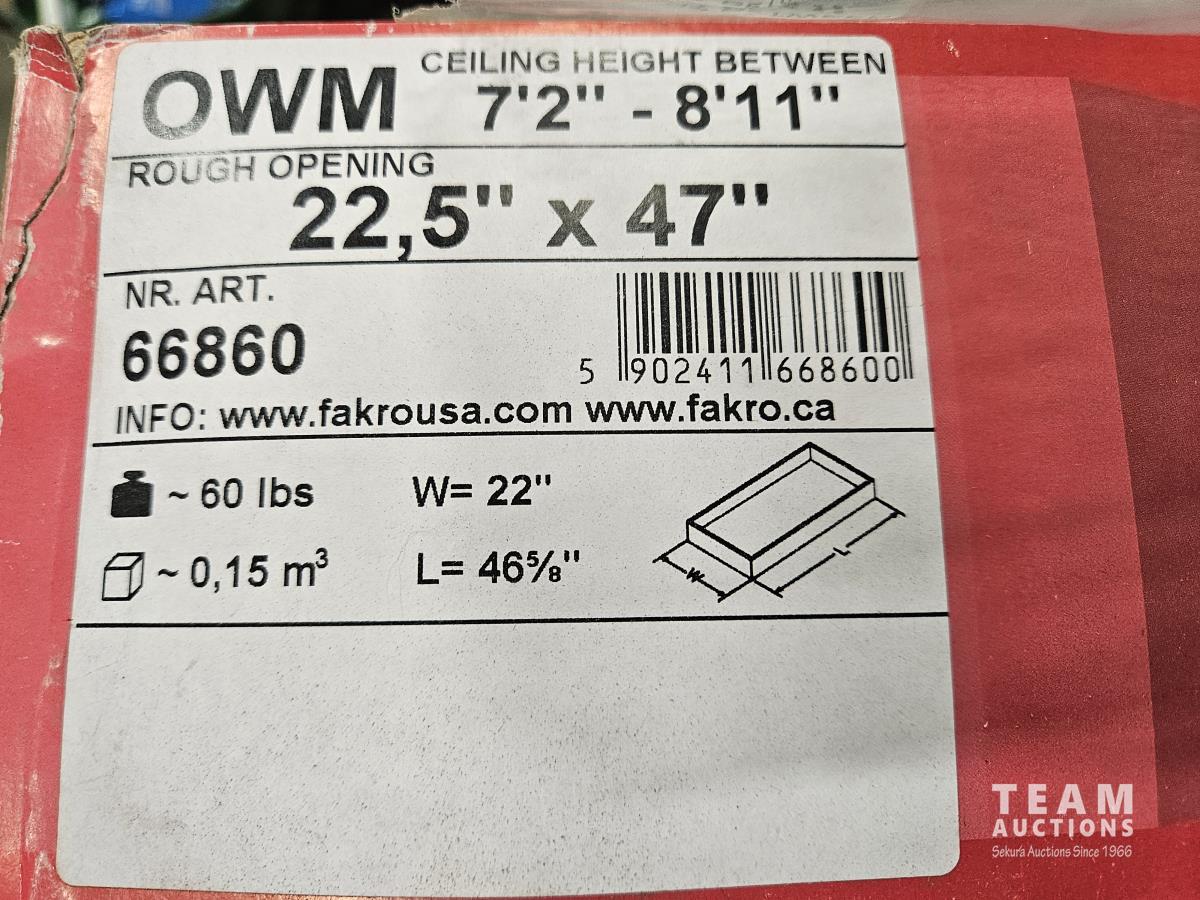 OWM CEILING HEIGHT BETWEEN
7'2" - 8'11"
ROUGH OPENING
22,5" x 47"
NR. ART.
66860
5 902411 668600
INFO: www.fakrousa.com www.fakro.ca
~ 60 lbs W= 22"
~ 0,15 m³ L= 46⅝"
W L
TEAM
AUCTIONS
Sekura Auctions Since 1966